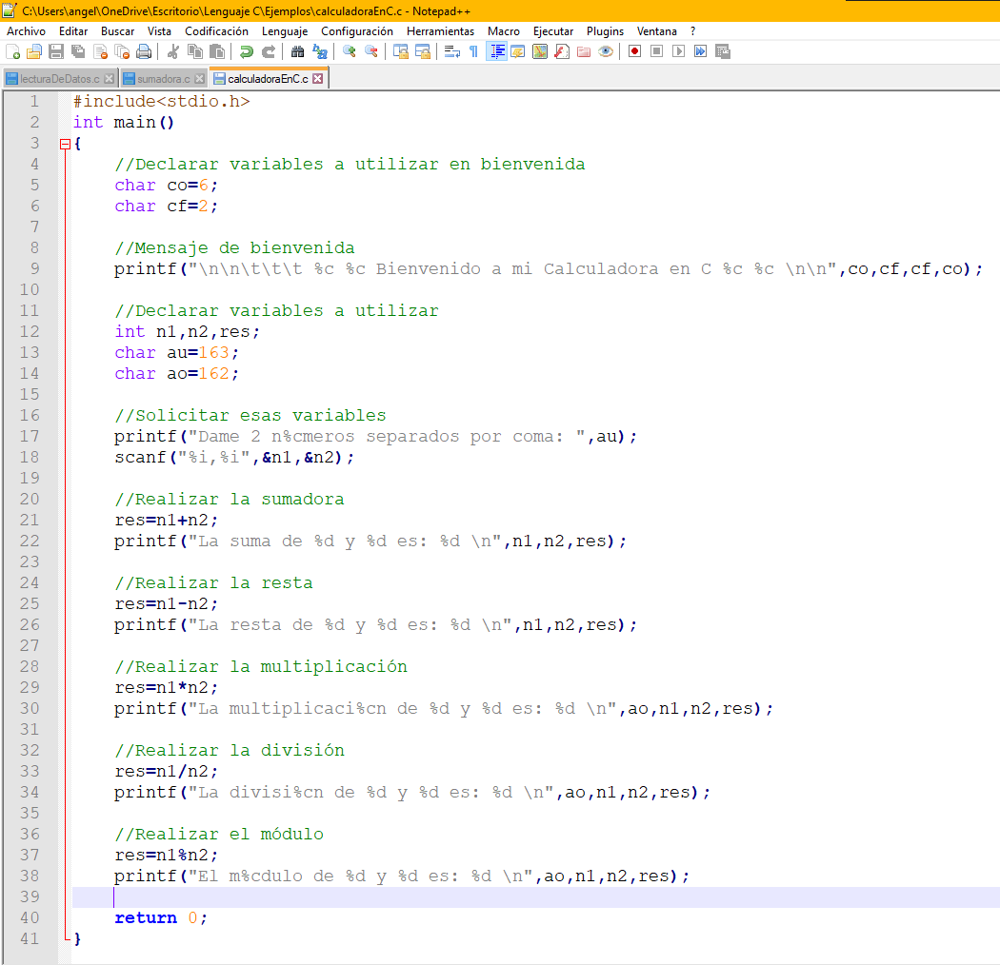 C:\Users\angel\OneDrive\Escritorio\Lenguaje C\Ejemplos\calculadoraEnC.c - Notepad++
Archivo Editar Buscar Vista Codificación Lenguaje Configuración Herramientas Macro Ejecutar Plugins Ventana ?
lecturaDeDatos.c sumadora.c calculadoraEnC.c
1 #include<stdio.h>
2 int main()
3 {
4 //Declarar variables a utilizar en bienvenida
5 char co=6;
6 char cf=2;
7
8 //Mensaje de bienvenida
9 printf("\n\n\t\t\t %c %c Bienvenido a mi Calculadora en C %c %c \n\n",co,cf,cf,co);
10
11 //Declarar variables a utilizar
12 int n1,n2,res;
13 char au=163;
14 char ao=162;
15
16 //Solicitar esas variables
17 printf("Dame 2 n%cmeros separados por coma: ",au);
18 scanf("%i,%i",&n1,&n2);
19
20 //Realizar la sumadora
21 res=n1+n2;
22 printf("La suma de %d y %d es: %d \n",n1,n2,res);
23
24 //Realizar la resta
25 res=n1-n2;
26 printf("La resta de %d y %d es: %d \n",n1,n2,res);
27
28 //Realizar la multiplicación
29 res=n1*n2;
30 printf("La multiplicaci%cn de %d y %d es: %d \n",ao,n1,n2,res);
31
32 //Realizar la división
33 res=n1/n2;
34 printf("La divisi%cn de %d y %d es: %d \n",ao,n1,n2,res);
35
36 //Realizar el módulo
37 res=n1%n2;
38 printf("El m%cdulo de %d y %d es: %d \n",ao,n1,n2,res);
39
40 return 0;
41 }